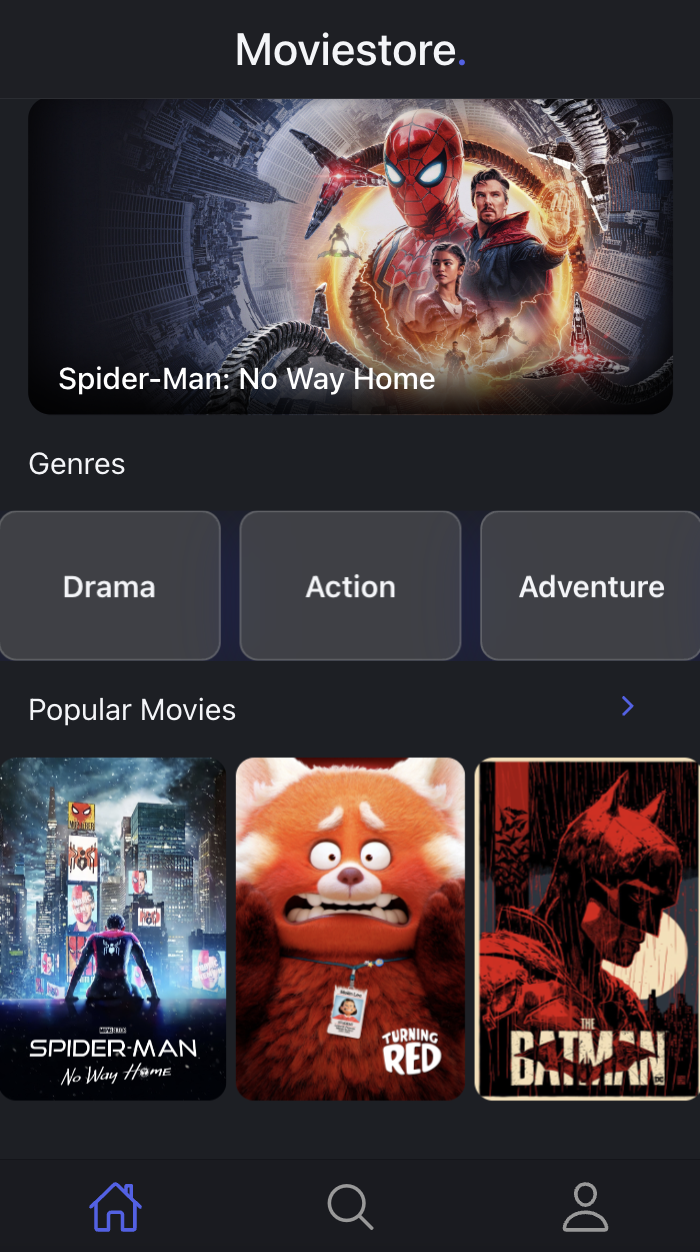 Moviestore.
Spider-Man: No Way Home
Genres
Drama
Action
Adventure
Popular Movies
SPIDER-MAN
No Way Home
TURNING
RED
THE
BATMAN
DC